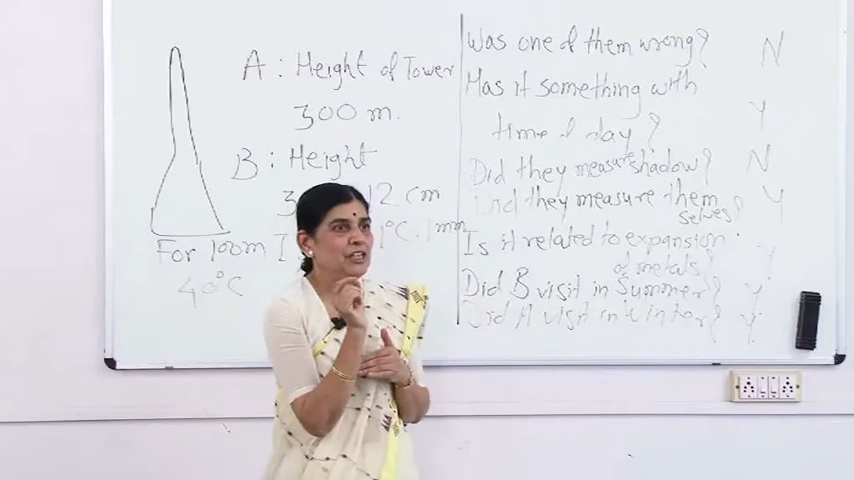 A : Height of Tower
300 m.
B : Height
12 cm
For 100m 1°C. 1mm
40°C
Was one of them wrong? N
Has it something with
time of day? Y
Did they measure shadow? N
Did they measure them
selves? Y
Is it related to expansion
of metals? Y
Did B visit in Summer? Y
Did A visit in Winter? Y